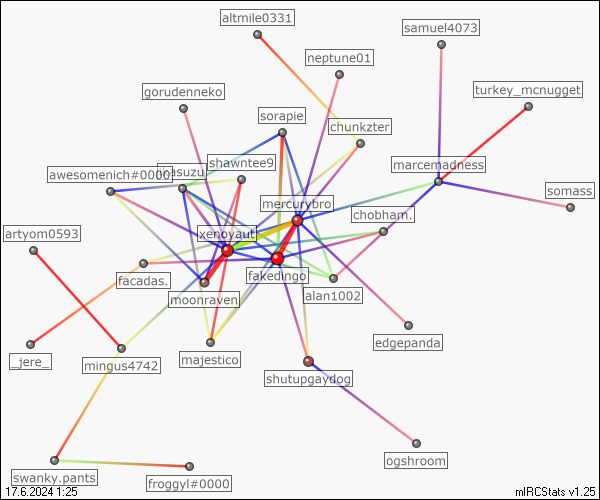 altmile0331
samuel4073
neptune01
gorudenneko
turkey_mcnugget
sorapie
chunkzter
shawntee9
marcemadness
awesomenich#0000
asuzu
somass
mercurybro
chobham.
artyom0593
xenoyaut
fakedingo
facadas.
moonraven
alan1002
edgepanda
_jere_
mingus4742
majestico
shutupgaydog
ogshroom
swanky.pants
froggyl#0000
17.6.2024 1:25
mIRCStats v1.25